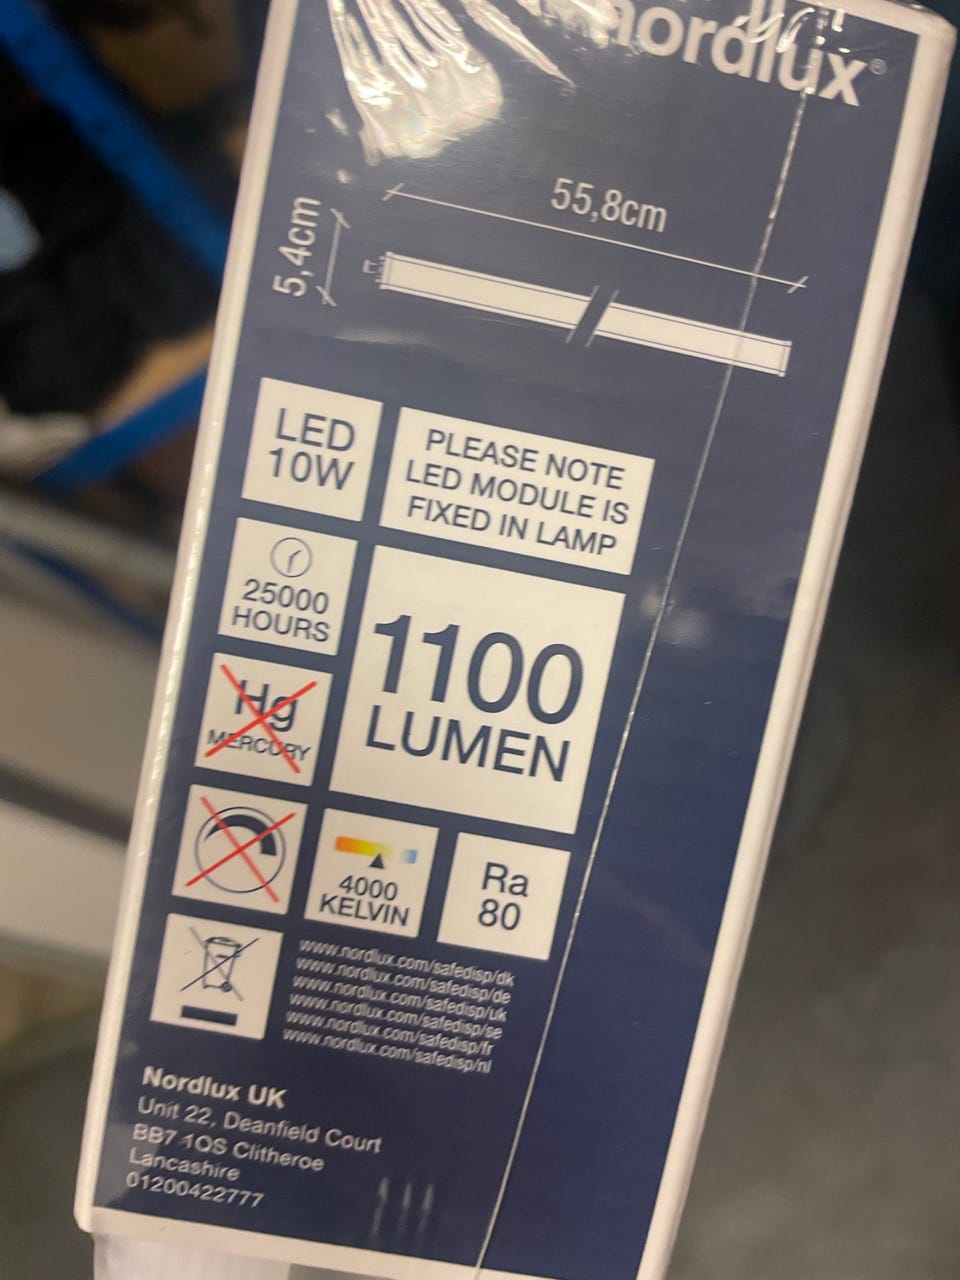 nordlux®
55,8cm
5,4cm
LED
10W
PLEASE NOTE
LED MODULE IS
FIXED IN LAMP
25000
HOURS
1100
LUMEN
Hg
MERCURY
4000
KELVIN
Ra
80
www.nordlux.com/safedisp/dk
www.nordlux.com/safedisp/de
www.nordlux.com/safedisp/uk
www.nordlux.com/safedisp/se
www.nordlux.com/safedisp/fr
www.nordlux.com/safedisp/nl
Nordlux UK
Unit 22, Deanfield Court
BB7 1QS Clitheroe
Lancashire
01200422777